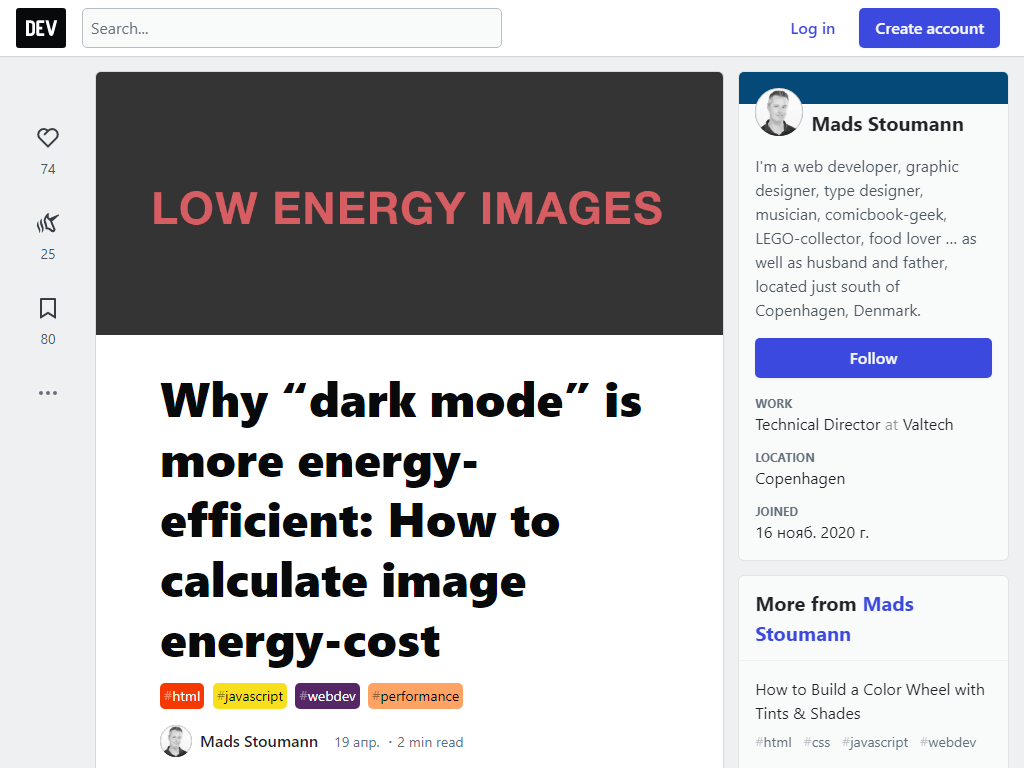 DEV
Search...
Log in
Create account
74
25
80
LOW ENERGY IMAGES
Why “dark mode” is
more energy-
efficient: How to
calculate image
energy-cost
#html #javascript #webdev #performance
Mads Stoumann 19 апр. · 2 min read
Mads Stoumann
I'm a web developer, graphic
designer, type designer,
musician, comicbook-geek,
LEGO-collector, food lover ... as
well as husband and father,
located just south of
Copenhagen, Denmark.
Follow
WORK
Technical Director at Valtech
LOCATION
Copenhagen
JOINED
16 нояб. 2020 г.
More from Mads
Stoumann
How to Build a Color Wheel with
Tints & Shades
#html #css #javascript #webdev